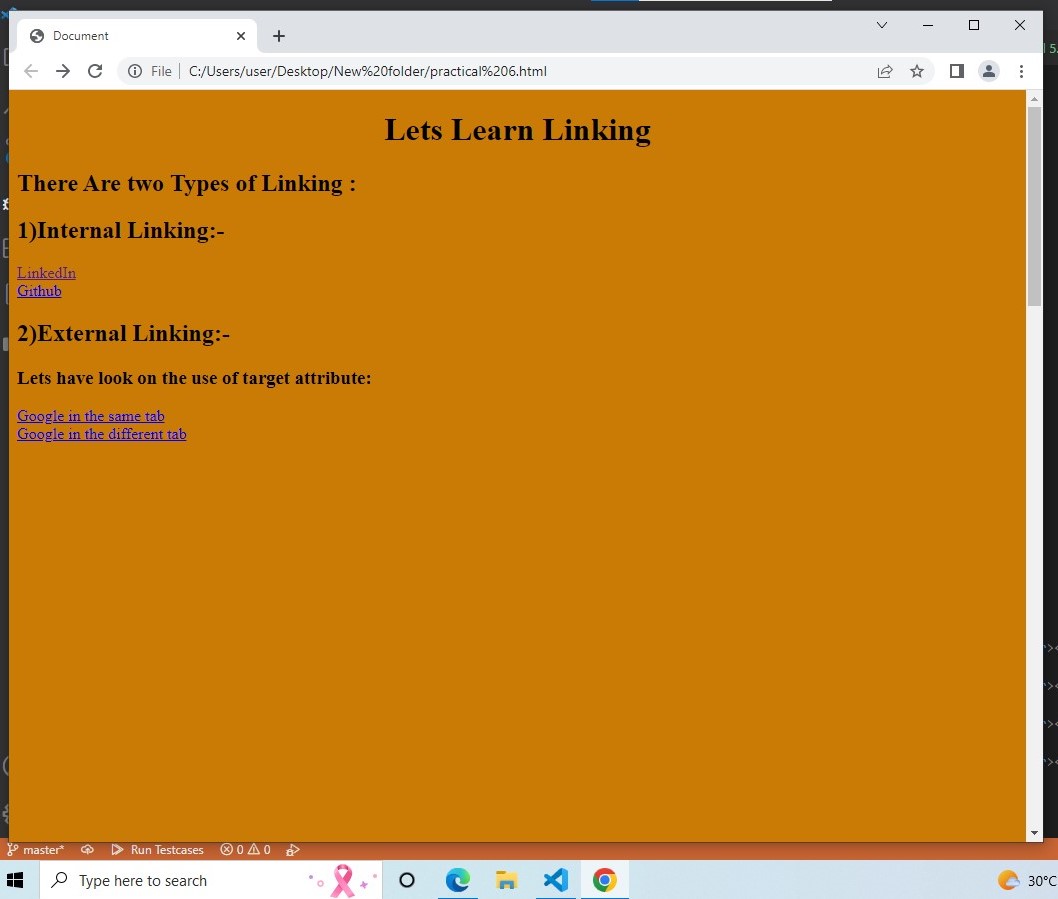 Document
File
C:/Users/user/Desktop/New%20folder/practical%206.html
5.
Lets Learn Linking
There Are two Types of Linking :
1)Internal Linking:-
LinkedIn
Github
2)External Linking:-
Lets have look on the use of target attribute:
Google in the same tab
Google in the different tab
master* Run Testcases 0 0
Type here to search
30°C